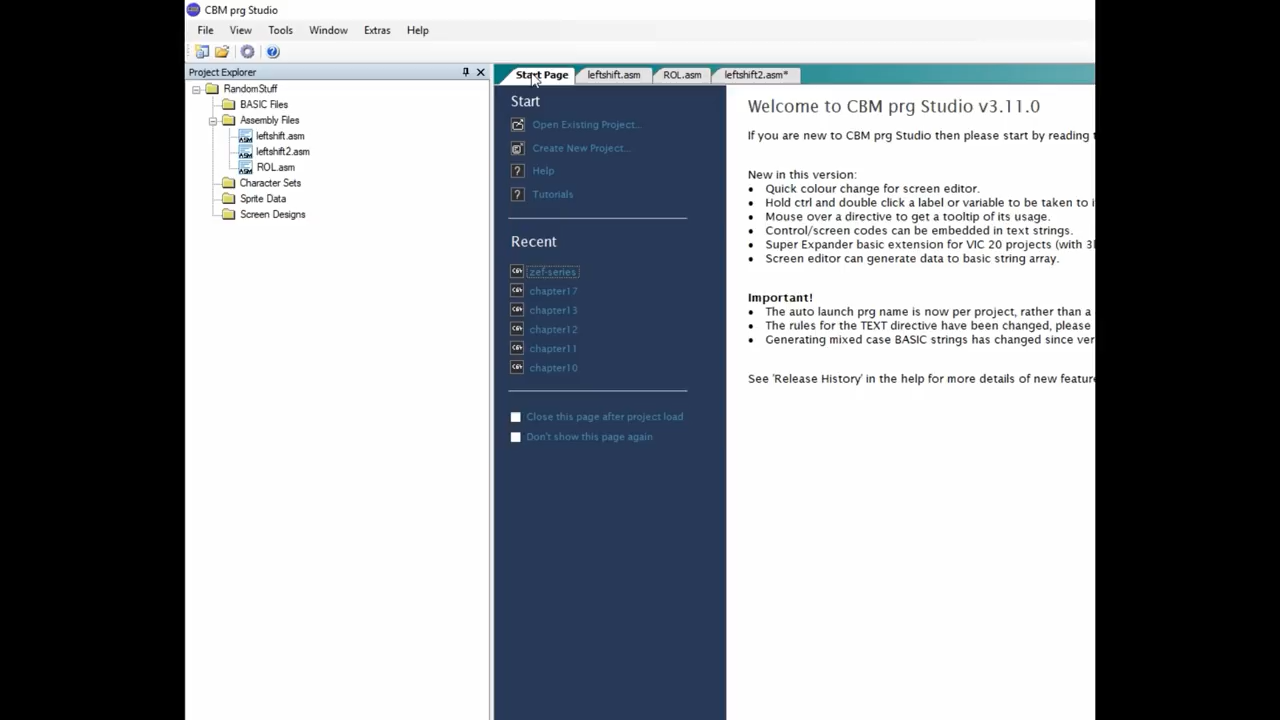 CBM prg Studio
File View Tools Window Extras Help
Project Explorer
RandomStuff
BASIC Files
Assembly Files
leftshift.asm
leftshift2.asm
ROL.asm
Character Sets
Sprite Data
Screen Designs
Start Page leftshift.asm ROL.asm leftshift2.asm*
Start
Open Existing Project...
Create New Project...
Help
Tutorials
Recent
zef-series
chapter17
chapter13
chapter12
chapter11
chapter10
Close this page after project load
Don't show this page again
Welcome to CBM prg Studio v3.11.0
If you are new to CBM prg Studio then please start by reading
New in this version:
• Quick colour change for screen editor.
• Hold ctrl and double click a label or variable to be taken to
• Mouse over a directive to get a tooltip of its usage.
• Control/screen codes can be embedded in text strings.
• Super Expander basic extension for VIC 20 projects (with
• Screen editor can generate data to basic string array.
Important!
• The auto launch prg name is now per project, rather than a
• The rules for the TEXT directive have been changed, please
• Generating mixed case BASIC strings has changed since
See 'Release History' in the help for more details of new